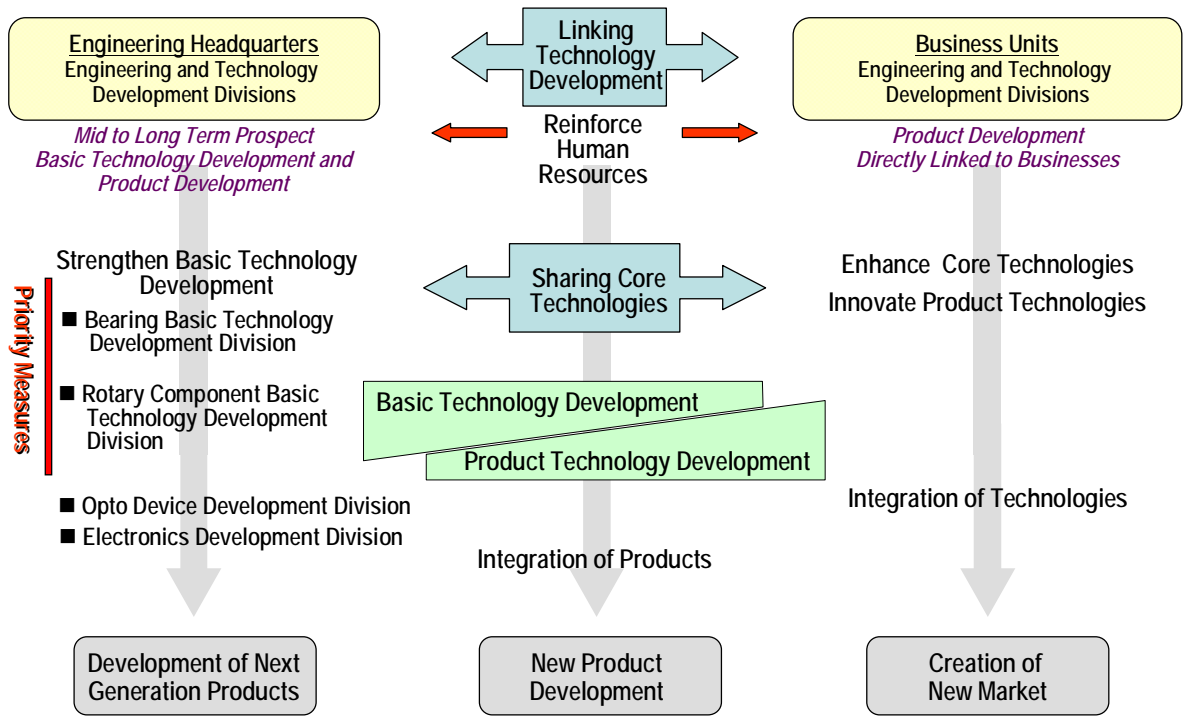 Engineering Headquarters
Engineering and Technology
Development Divisions
Mid to Long Term Prospect
Basic Technology Development and
Product Development
Linking
Technology
Development
Reinforce
Human
Resources
Business Units
Engineering and Technology
Development Divisions
Product Development
Directly Linked to Businesses
Priority Measures
Strengthen Basic Technology
Development
■ Bearing Basic Technology
Development Division
■ Rotary Component Basic
Technology Development
Division
■ Opto Device Development Division
■ Electronics Development Division
Sharing Core
Technologies
Basic Technology Development
Product Technology Development
Integration of Products
Enhance Core Technologies
Innovate Product Technologies
Integration of Technologies
Development of Next
Generation Products
New Product
Development
Creation of
New Market